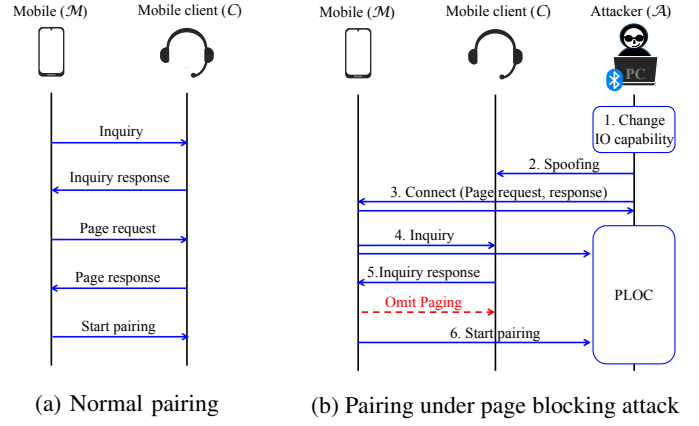 Mobile (ℳ)
Mobile client (C)
Inquiry
Inquiry response
Page request
Page response
Start pairing
(a) Normal pairing
Mobile (ℳ)
Mobile client (C)
Attacker (𝒜)
PC
1. Change
IO capability
2. Spoofing
3. Connect (Page request, response)
4. Inquiry
5.Inquiry response
Omit Paging
6. Start pairing
PLOC
(b) Pairing under page blocking attack